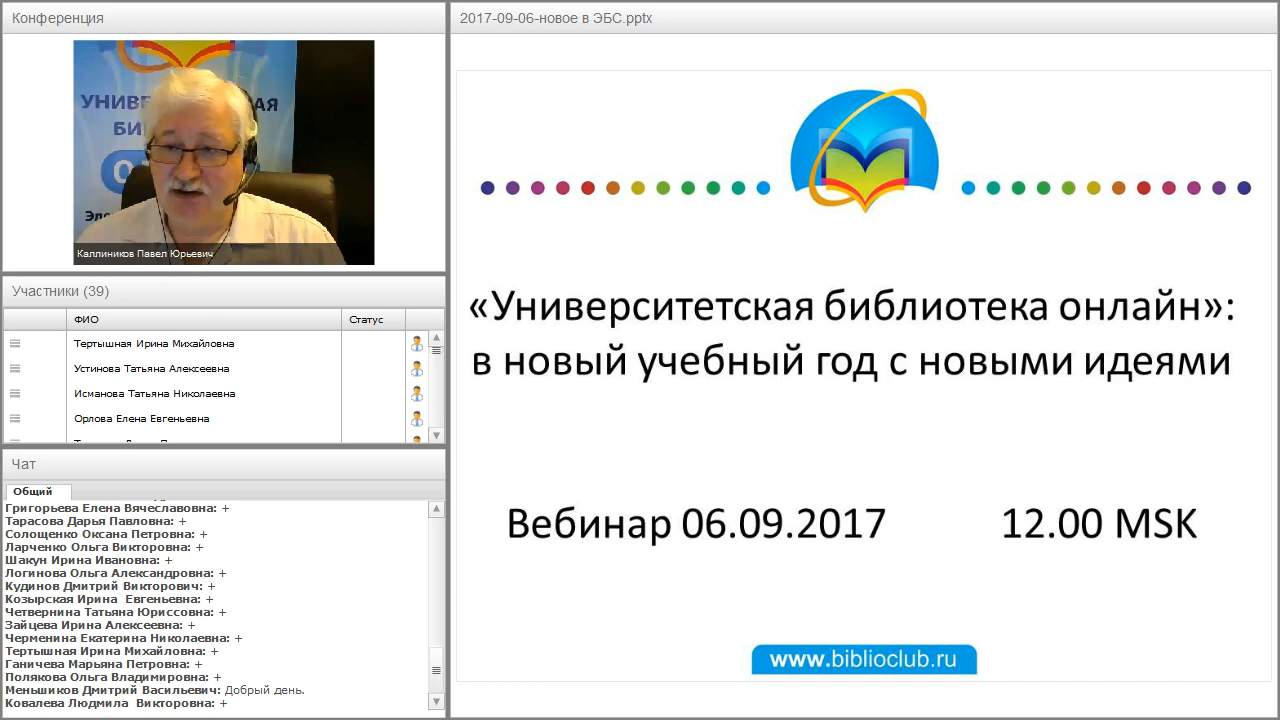 Конференция
УНИВЕ
АЯ
БИ
Эле
Каллиников Павел Юрьевич
Участники (39)
ФИО
Статус
Тертышная Ирина Михайловна
Устинова Татьяна Алексеевна
Исманова Татьяна Николаевна
Орлова Елена Евгеньевна
Чат
Общий
Григорьева Елена Вячеславовна: +
Тарасова Дарья Павловна: +
Солощенко Оксана Петровна: +
Ларченко Ольга Викторовна: +
Шакун Ирина Ивановна: +
Логинова Ольга Александровна: +
Кудинов Дмитрий Викторович: +
Козырская Ирина Евгеньевна: +
Четвернина Татьяна Юриссовна: +
Зайцева Ирина Алексеевна: +
Черменина Екатерина Николаевна: +
Тертышная Ирина Михайловна: +
Ганичева Марьяна Петровна: +
Полякова Ольга Владимировна: +
Меньшиков Дмитрий Васильевич: Добрый день.
Ковалева Людмила Викторовна: +
2017-09-06-новое в ЭБС.pptx
«Университетская библиотека онлайн»:
в новый учебный год с новыми идеями
Вебинар 06.09.2017 12.00 MSK
www.biblioclub.ru